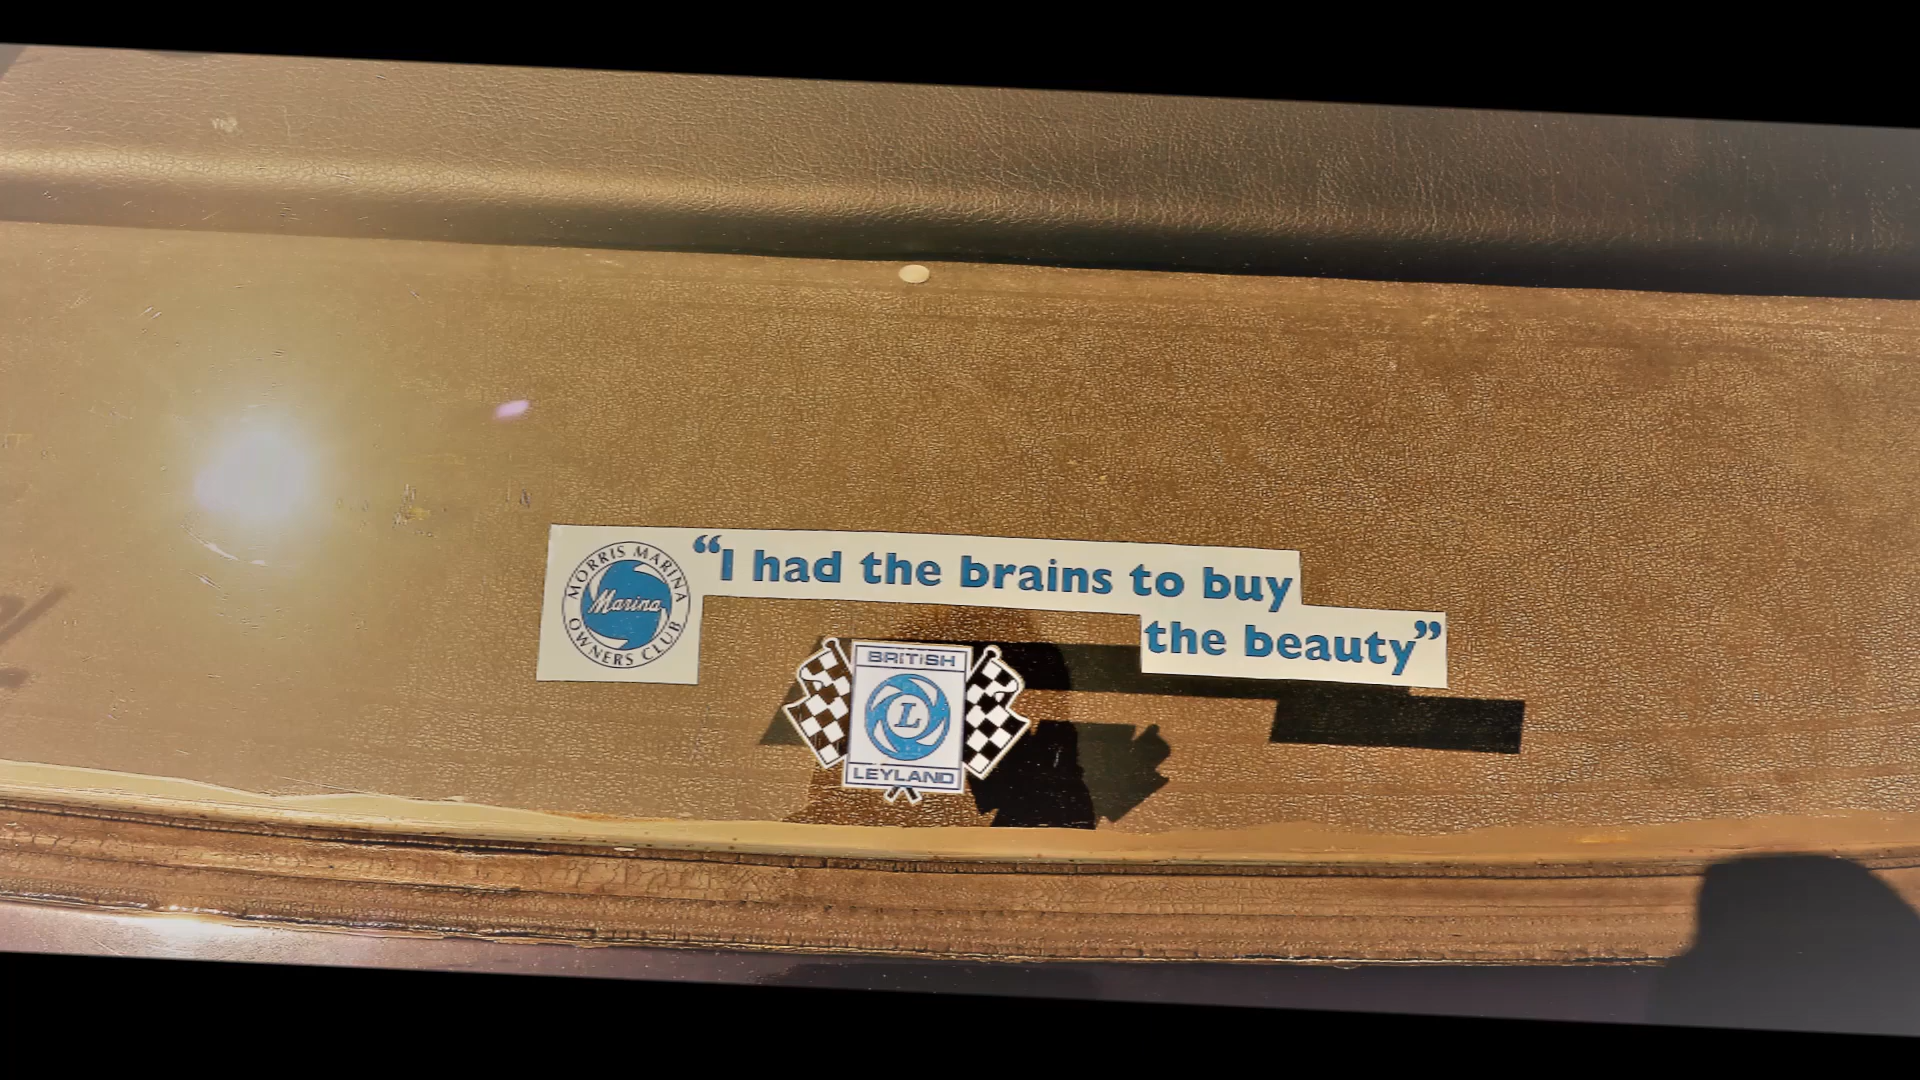 MORRIS MARINA
Marina
OWNERS CLUB
“I had the brains to buy
the beauty”
BRITISH
L
LEYLAND